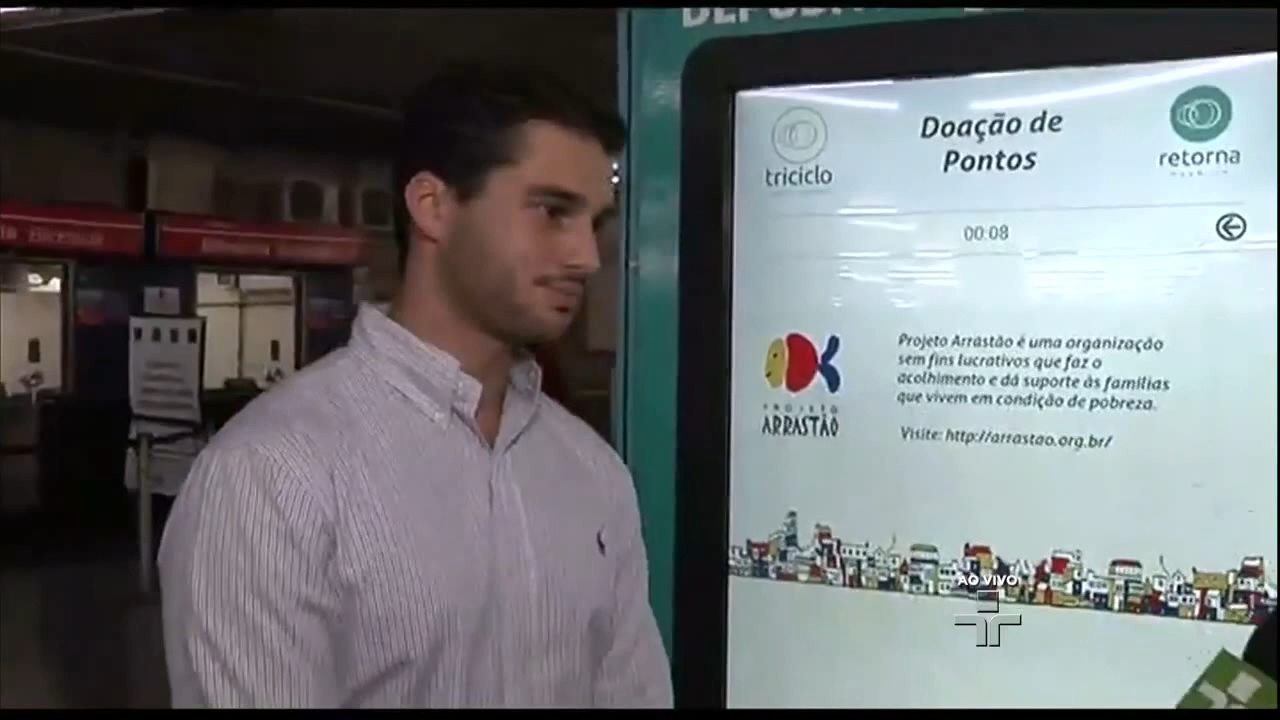 Doação de
Pontos
triciclo
retorna
00:08
Projeto Arrastão é uma organização
sem fins lucrativos que faz o
acolhimento e dá suporte às famílias
que vivem em condição de pobreza.
PROJETO
ARRASTÃO
Visite: http://arrastao.org.br/
AO VIVO